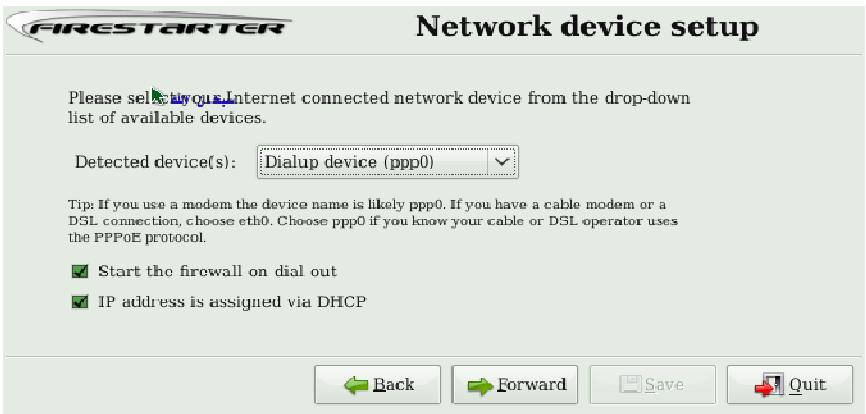 FIRESTARTER
Network device setup
Please select your Internet connected network device from the drop-down
list of available devices.
Detected device(s): Dialup device (ppp0)
Tip: If you use a modem the device name is likely ppp0. If you have a cable modem or a
DSL connection, choose eth0. Choose ppp0 if you know your cable or DSL operator uses
the PPPoE protocol.
Start the firewall on dial out
IP address is assigned via DHCP
Back Forward Save Quit